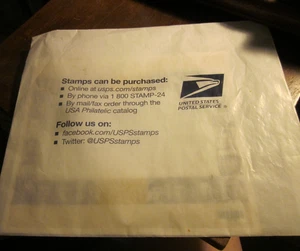 Stamps can be purchased:
▪ Online at usps.com/stamps
▪ By phone via 1 800 STAMP-24
▪ By mail/fax order through the
USA Philatelic catalog
UNITED STATES
POSTAL SERVICE ®
Follow us on:
▪ facebook.com/USPSstamps
▪ Twitter: @USPSstamps